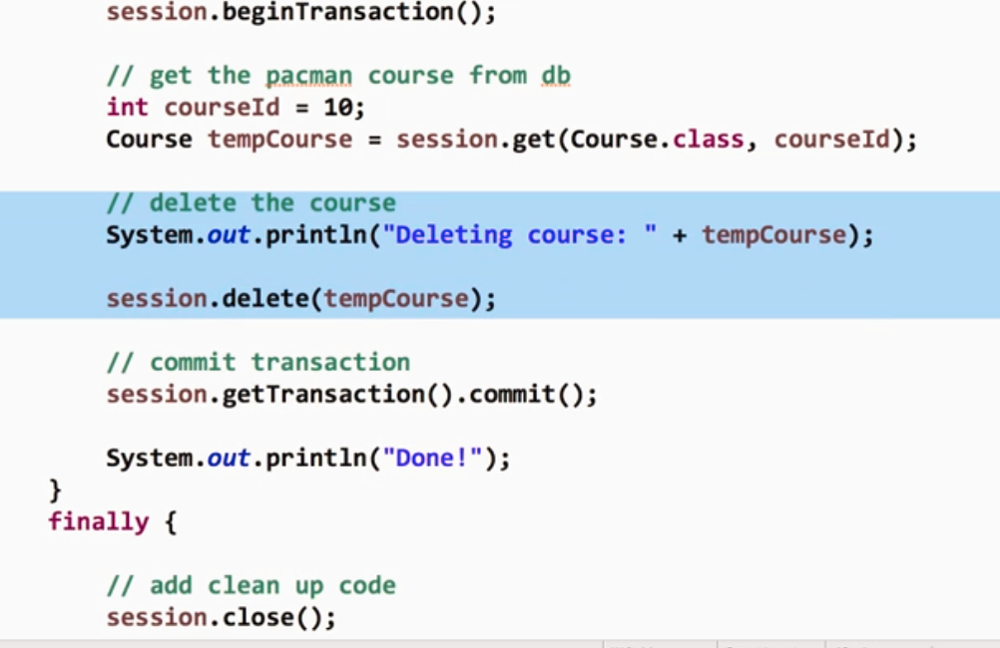 session.beginTransaction();
// get the pacman course from db
int courseId = 10;
Course tempCourse = session.get(Course.class, courseId);
// delete the course
System.out.println("Deleting course: " + tempCourse);
session.delete(tempCourse);
// commit transaction
session.getTransaction().commit();
System.out.println("Done!");
}
finally {
// add clean up code
session.close();